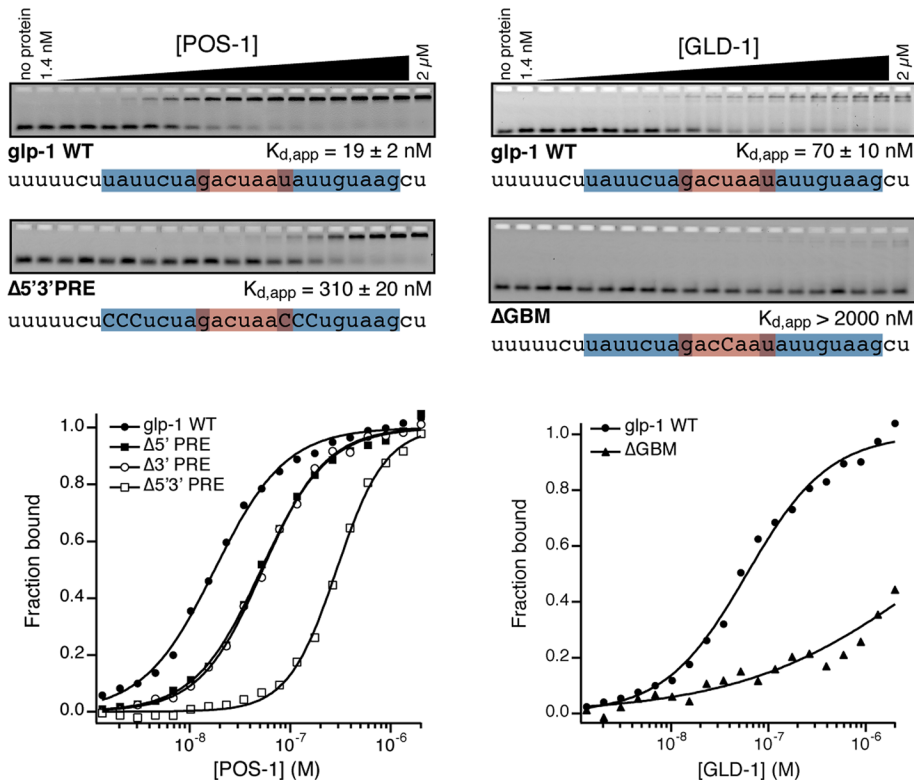 [POS-1]
no protein
1.4 nM
2 μM
glp-1 WT
Kd,app = 19 ± 2 nM
uuuuucuuauucuagacuaauauuguaagcu
Δ5'3'PRE
Kd,app = 310 ± 20 nM
uuuuucuCCCucuagacuaaCCCuguaagcu
[GLD-1]
no protein
1.4 nM
2 μM
glp-1 WT
Kd,app = 70 ± 10 nM
uuuuucuuauucuagacuaauauuguaagcu
ΔGBM
Kd,app > 2000 nM
uuuuucuuauucuagacCaauauuguaagcu
Fraction bound
1.0
0.8
0.6
0.4
0.2
0.0
glp-1 WT
Δ5' PRE
Δ3' PRE
Δ5'3' PRE
10-8
10-7
10-6
[POS-1] (M)
Fraction bound
1.0
0.8
0.6
0.4
0.2
0.0
glp-1 WT
ΔGBM
10-8
10-7
10-6
[GLD-1] (M)